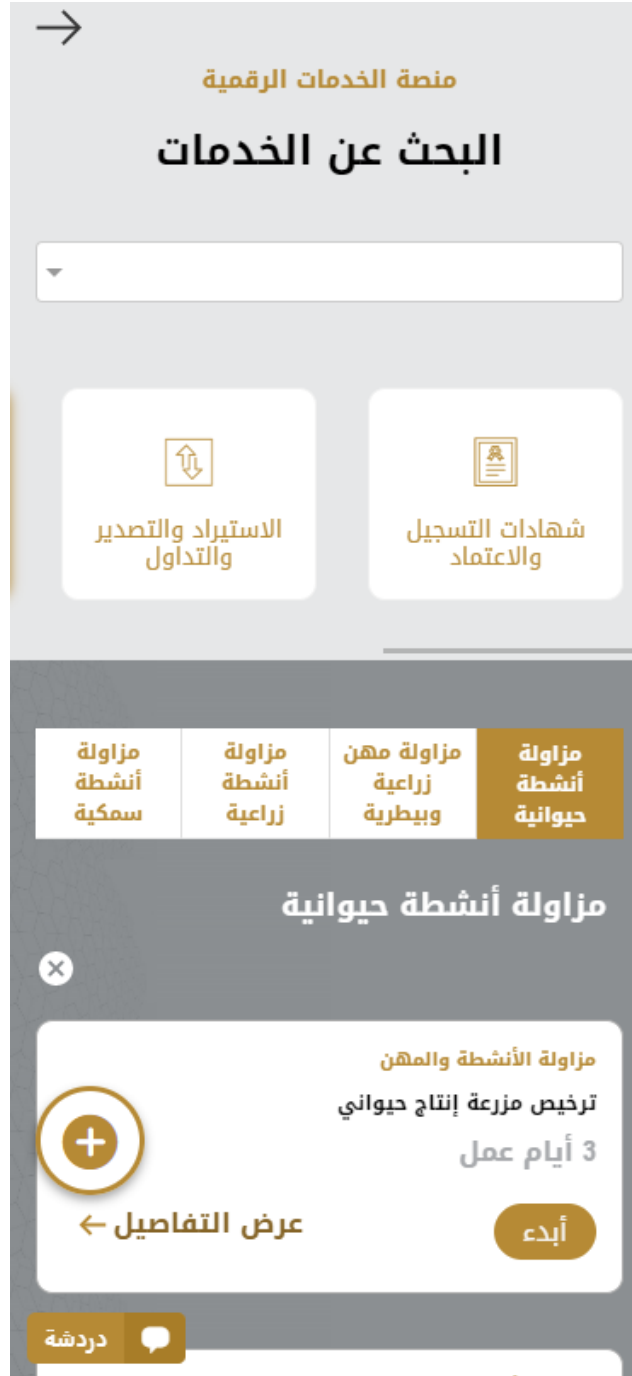 منصة الخدمات الرقمية
البحث عن الخدمات
شهادات التسجيل
والاعتماد
الاستيراد والتصدير
والتداول
مزاولة
أنشطة
حيوانية
مزاولة مهن
زراعية
وبيطرية
مزاولة
أنشطة
زراعية
مزاولة
أنشطة
سمكية
مزاولة أنشطة حيوانية
مزاولة الأنشطة والمهن
ترخيص مزرعة إنتاج حيواني
3 أيام عمل
أبدء
عرض التفاصيل
دردشة